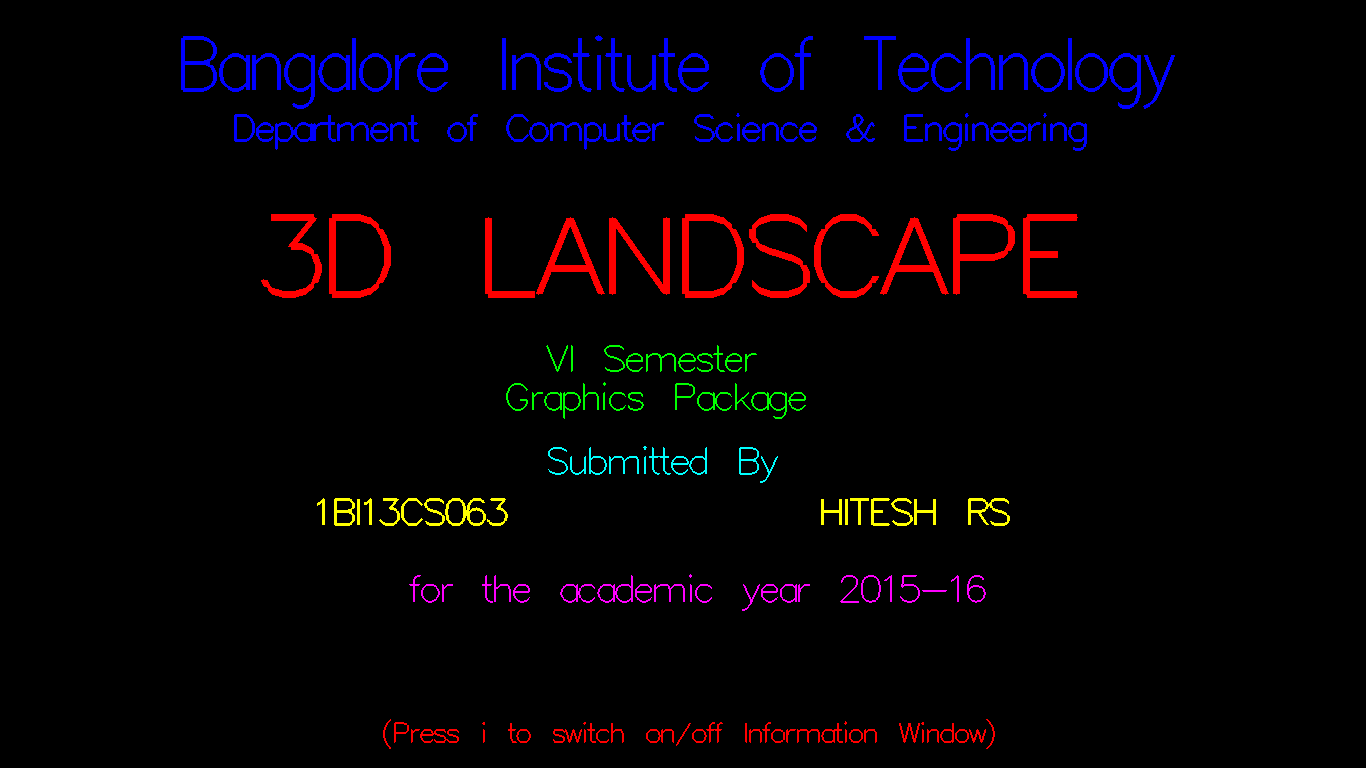 Bangalore Institute of Technology
Department of Computer Science & Engineering
3D LANDSCAPE
VI Semester
Graphics Package
Submitted By
1BI13CS063 HITESH RS
for the academic year 2015-16
(Press i to switch on/off Information Window)